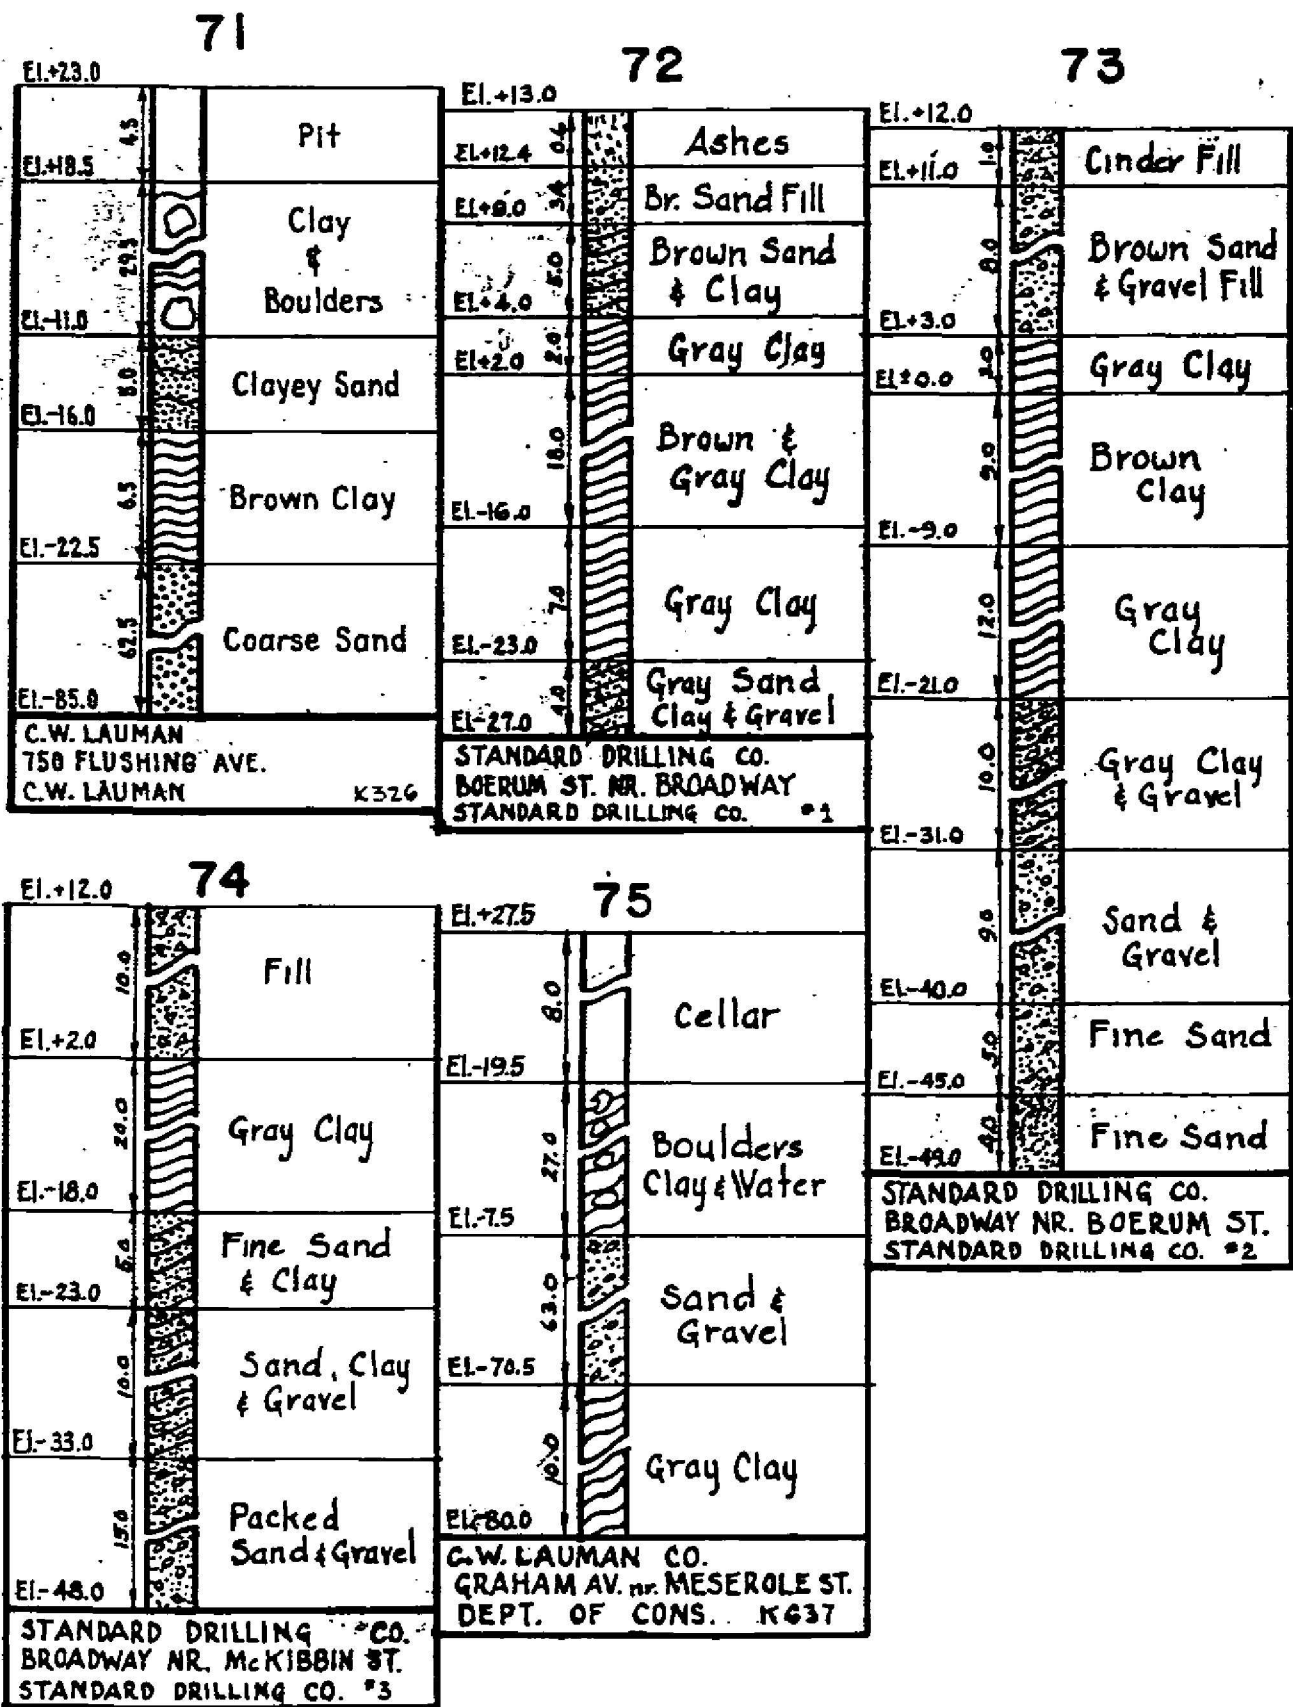 71
El.+23.0
4.5
Pit
El.+18.5
29.5
Clay
&
Boulders
El.-11.0
5.0
Clayey Sand
El.-16.0
6.5
Brown Clay
El.-22.5
62.5
Coarse Sand
El.-85.0
C.W. LAUMAN
750 FLUSHING AVE.
C.W. LAUMAN K326
72
El.+13.0
0.6
Ashes
El.+12.4
3.4
Br. Sand Fill
El.+9.0
5.0
Brown Sand
& Clay
El.+4.0
2.0
Gray Clay
El.+2.0
18.0
Brown &
Gray Clay
El.-16.0
7.0
Gray Clay
El.-23.0
4.0
Gray Sand
Clay & Gravel
El.-27.0
STANDARD DRILLING CO.
BOERUM ST. NR. BROADWAY
STANDARD DRILLING CO. #1
73
El.+12.0
1.0
Cinder Fill
El.+11.0
8.0
Brown Sand
& Gravel Fill
El.+3.0
3.0
Gray Clay
El.±0.0
9.0
Brown
Clay
El.-9.0
12.0
Gray
Clay
El.-21.0
10.0
Gray Clay
& Gravel
El.-31.0
9.0
Sand &
Gravel
El.-40.0
5.0
Fine Sand
El.-45.0
4.0
Fine Sand
El.-49.0
STANDARD DRILLING CO.
BROADWAY NR. BOERUM ST.
STANDARD DRILLING CO. #2
74
El.+12.0
10.0
Fill
El.+2.0
20.0
Gray Clay
El.-18.0
5.0
Fine Sand
& Clay
El.-23.0
10.0
Sand, Clay
& Gravel
El.-33.0
15.0
Packed
Sand & Gravel
El.-48.0
STANDARD DRILLING CO.
BROADWAY NR. McKIBBIN ST.
STANDARD DRILLING CO. #3
75
El.+27.5
8.0
Cellar
El.-19.5
27.0
Boulders
Clay & Water
El.-7.5
63.0
Sand &
Gravel
El.-70.5
10.0
Gray Clay
El.-80.0
C.W. LAUMAN CO.
GRAHAM AV. nr. MESEROLE ST.
DEPT. OF CONS. K637